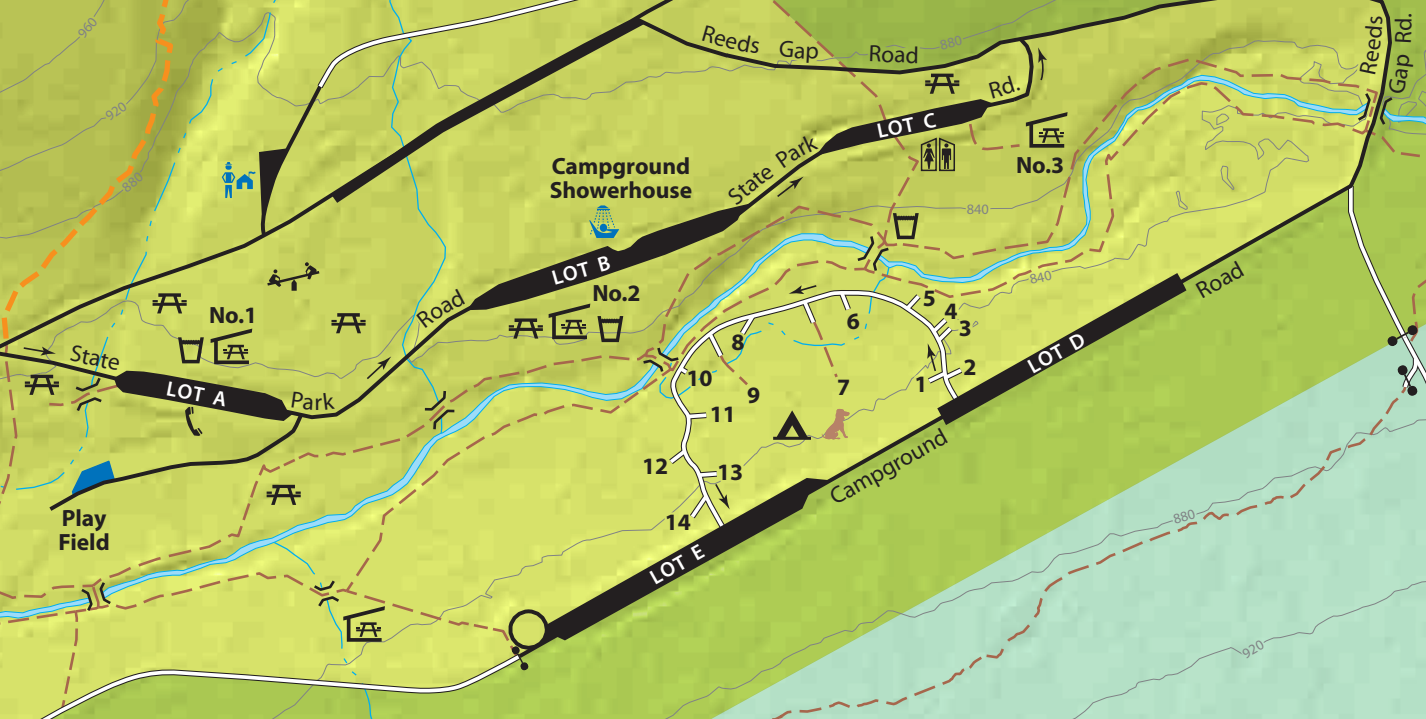 960
Reeds Gap Road
880
Reeds
Gap Rd.
Rd.
920
LOT C
No.3
Campground
Showerhouse
State Park
880
840
LOT B
840
No.2
Road
Road
No.1
5
4
6
3
State
8
LOT D
2
LOT A
Park
10
1
7
9
11
12
13
Campground
Play
Field
14
880
LOT E
920